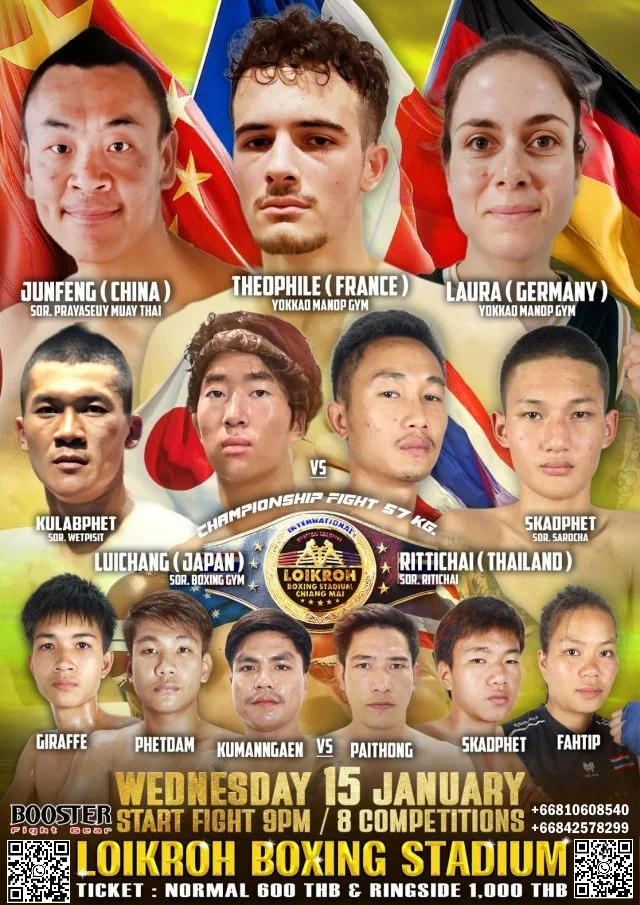 JUNFENG ( CHINA )
SOR. PRAYASEUY MUAY THAI
THEOPHILE ( FRANCE )
YOKKAO MANOP GYM
LAURA ( GERMANY )
YOKKAO MANOP GYM
KULABPHET
SOR. WETPISIT
VS
SKADPHET
SOR. SAROCHA
CHAMPIONSHIP FIGHT 57 KG.
LUICHANG ( JAPAN )
SOR. BOXING GYM
RITTICHAI ( THAILAND )
SOR. RITICHAI
INTERNATIONAL
LOIKROH
BOXING STADIUM
CHIANG MAI
GIRAFFE
PHETDAM
KUMANNGAEN
VS
PAITHONG
SKADPHET
FAHTIP
WEDNESDAY 15 JANUARY
START FIGHT 9PM / 8 COMPETITIONS
BOOSTER
Fight Gear
+66810608540
+66842578299
LOIKROH BOXING STADIUM
TICKET : NORMAL 600 THB & RINGSIDE 1,000 THB